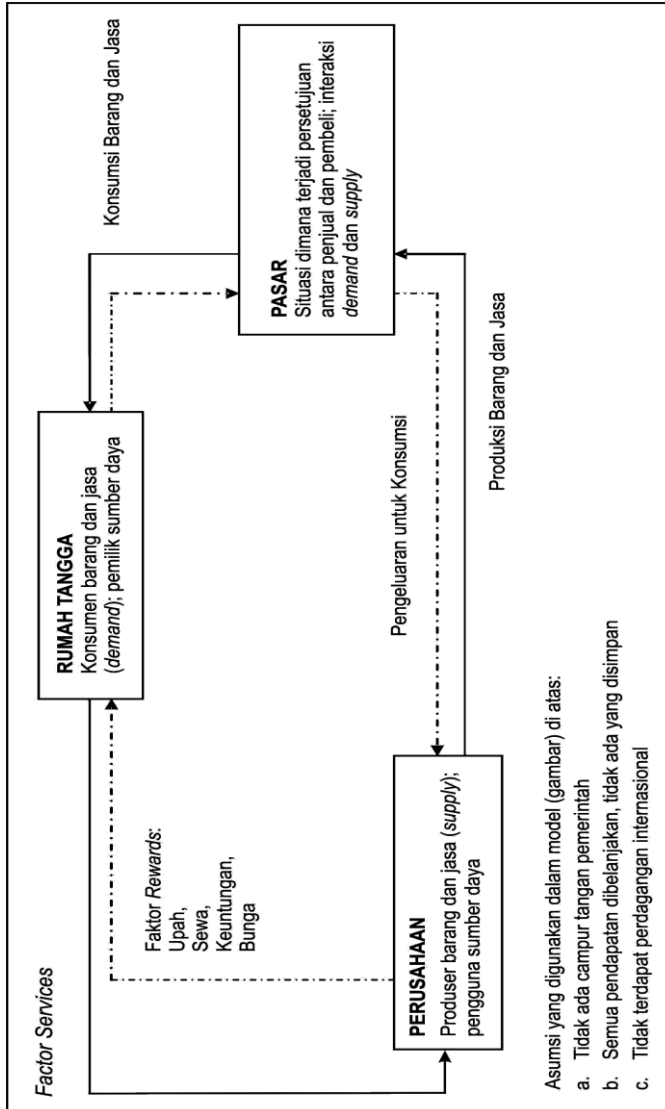 Factor Services
RUMAH TANGGA
Konsumen barang dan jasa
(demand); pemilik sumber daya
Konsumsi Barang dan Jasa
Faktor Rewards:
Upah,
Sewa,
Keuntungan,
Bunga
PASAR
Situasi dimana terjadi persetujuan
antara penjual dan pembeli; interaksi
demand dan supply
Pengeluaran untuk Konsumsi
PERUSAHAAN
Produser barang dan jasa (supply);
pengguna sumber daya
Produksi Barang dan Jasa
Asumsi yang digunakan dalam model (gambar) di atas:
a. Tidak ada campur tangan pemerintah
b. Semua pendapatan dibelanjakan, tidak ada yang disimpan
c. Tidak terdapat perdagangan internasional